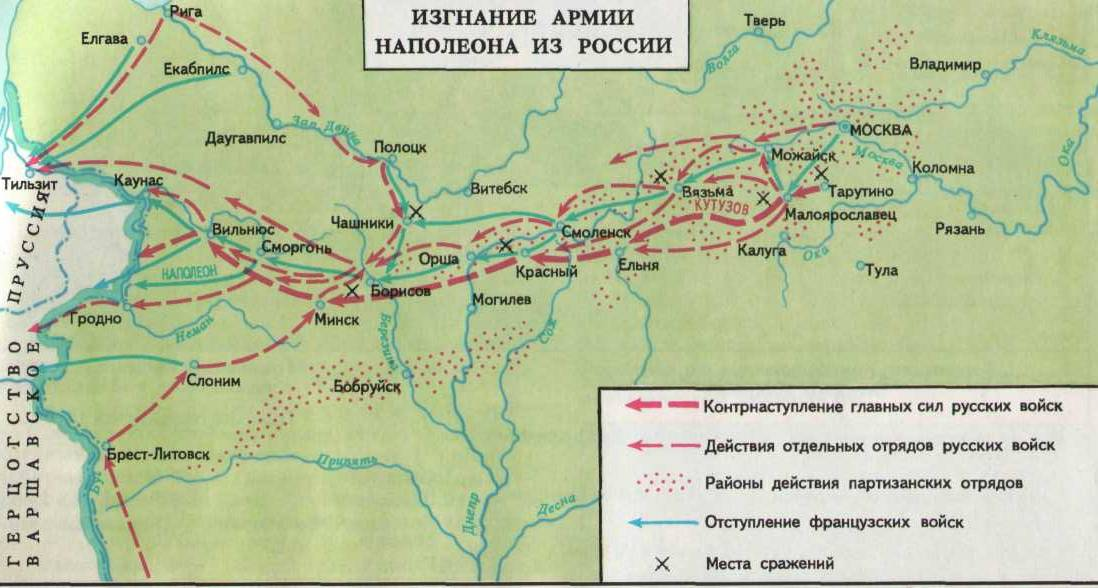 ИЗГНАНИЕ АРМИИ
НАПОЛЕОНА ИЗ РОССИИ
Рига
Елгава
Екабпилс
Тверь
Волга
Клязьма
Владимир
Даугавпилс
Зап. Двина
Полоцк
МОСКВА
Можайск
Москва
Ока
Коломна
Тильзит
Каунас
Витебск
Вязьма
Тарутино
КУТУЗОВ
Малоярославец
Чашники
Вильнюс
Сморгонь
Смоленск
Рязань
Орша
Калуга
Ока
НАПОЛЕОН
Красный
Ельня
Тула
Борисов
Могилев
Гродно
Неман
Минск
Березина
Сож
Слоним
Бобруйск
Брест-Литовск
Припять
Буг
Днепр
Десна
ПРУССИЯ
ГЕРЦОГСТВО
ВАРШАВСКОЕ
Контрнаступление главных сил русских войск
Действия отдельных отрядов русских войск
Районы действия партизанских отрядов
Отступление французских войск
Места сражений